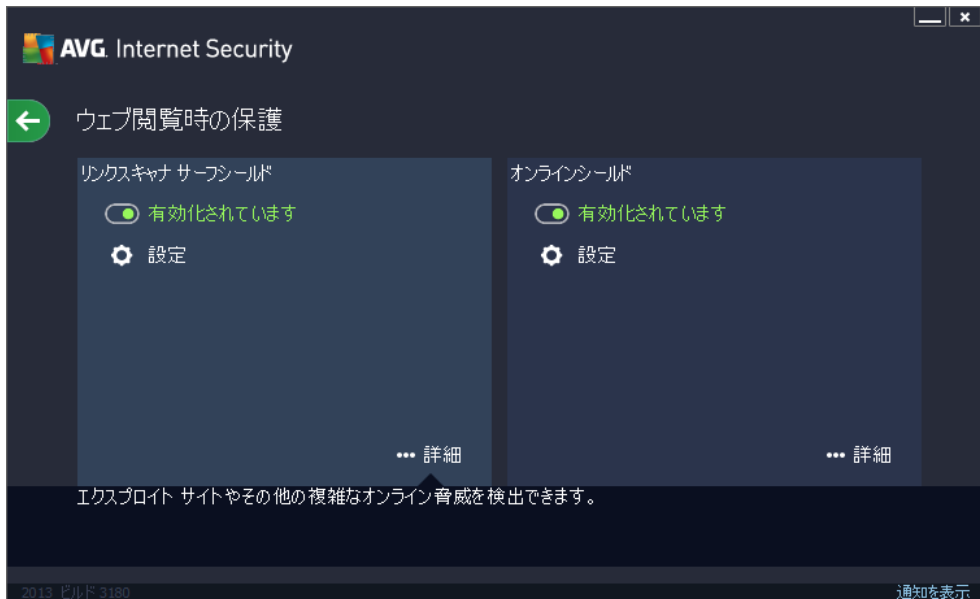 AVG. Internet Security
ウェブ閲覧時の保護
リンクスキャナ サーフシールド
有効化されています
設定
••• 詳細
オンラインシールド
有効化されています
設定
••• 詳細
エクスプロイト サイトやその他の複雑なオンライン脅威を検出できます。
2013 ビルド 3180
通知を表示